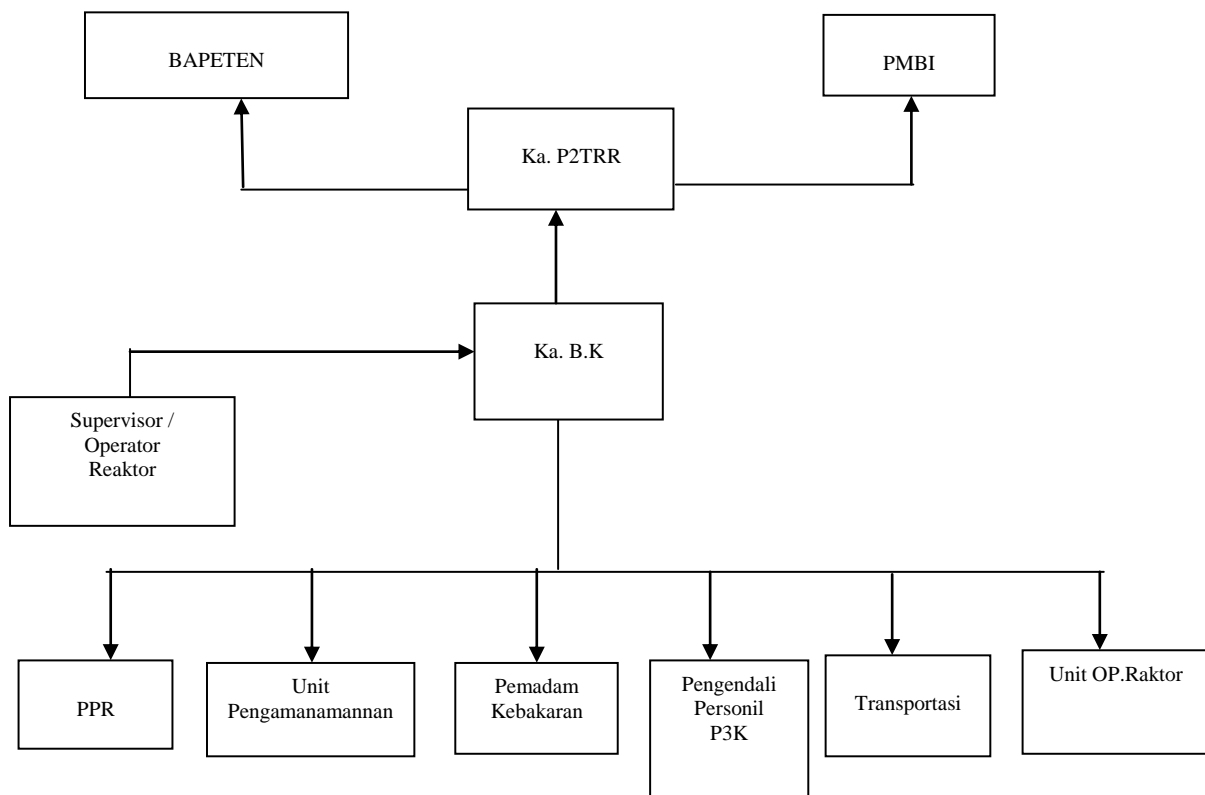 BAPETEN
PMBI
Ka. P2TRR
Ka. B.K
Supervisor /
Operator
Reaktor
PPR
Unit
Pengamanamannan
Pemadam
Kebakaran
Pengendali
Personil
P3K
Transportasi
Unit OP.Raktor